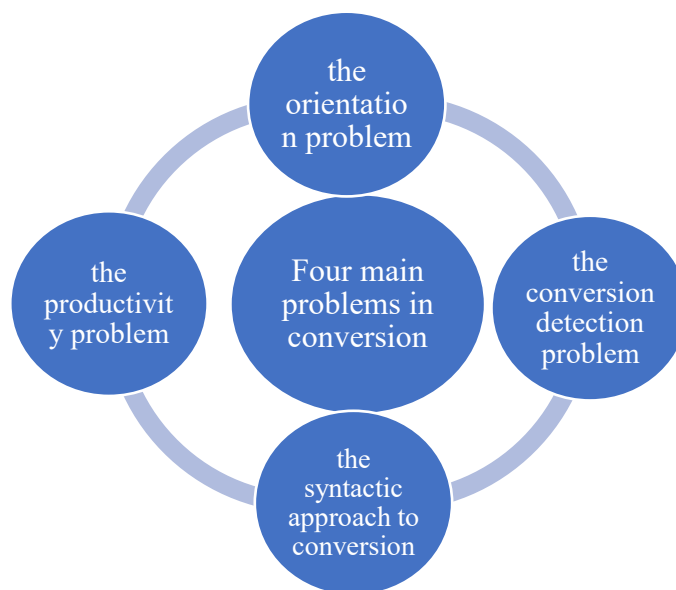 the
orientatio
n problem
the
productivit
y problem
Four main
problems in
conversion
the
conversion
detection
problem
the
syntactic
approach to
conversion